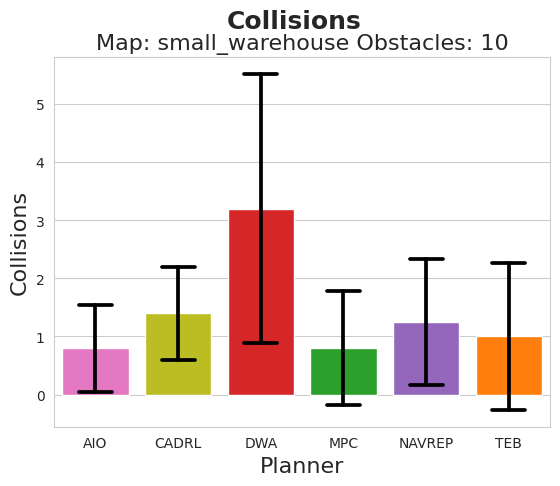 Collisions
Map: small_warehouse Obstacles: 10
5
4
3
2
1
0
Collisions
AIO CADRL DWA MPC NAVREP TEB
Planner